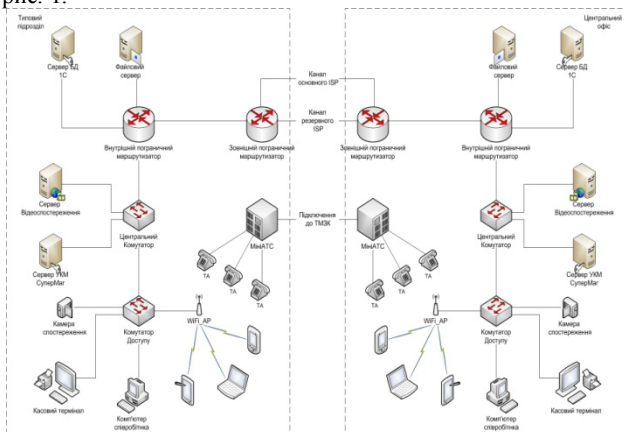 рис. 1.
Типовий
підрозділ
Центральний
офіс
Сервер БД
1С
Файловий
сервер
Файловий
сервер
Сервер БД
1С
Канал
основного ISP
Канал
резервного
ISP
Внутрішній пограничний
маршрутизатор
Зовнішній пограничний
маршрутизатор
Зовнішній пограничний
маршрутизатор
Внутрішній пограничний
маршрутизатор
Сервер
Відеоспостереження
Центральний
Комутатор
МініАТС
Підключення
до ТМЗК
МініАТС
Центральний
Комутатор
Сервер
Відеоспостереження
Сервер УКМ
СуперМаг
Сервер УКМ
СуперМаг
ТА
ТА
ТА
ТА
ТА
ТА
Камера
спостереження
Комутатор
Доступу
WiFi_AP
WiFi_AP
Комутатор
Доступу
Камера
спостереження
Касовий термінал
Комп'ютер
співробітника
Комп'ютер
співробітника
Касовий термінал